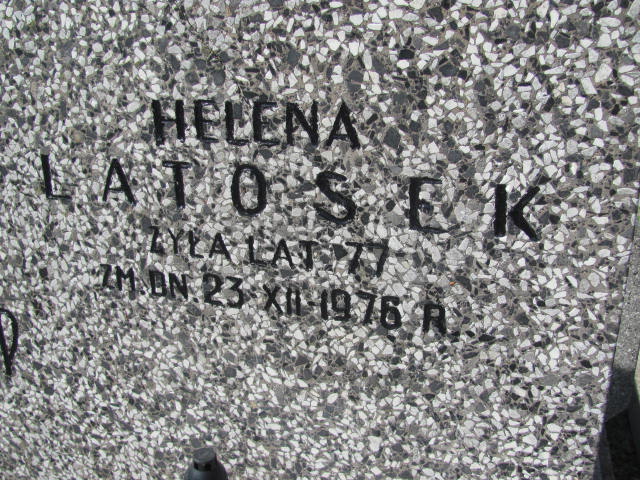 HELENA
LATOSEK
ŻYŁA LAT 77
ZM. DN 23 XII-1976 R.